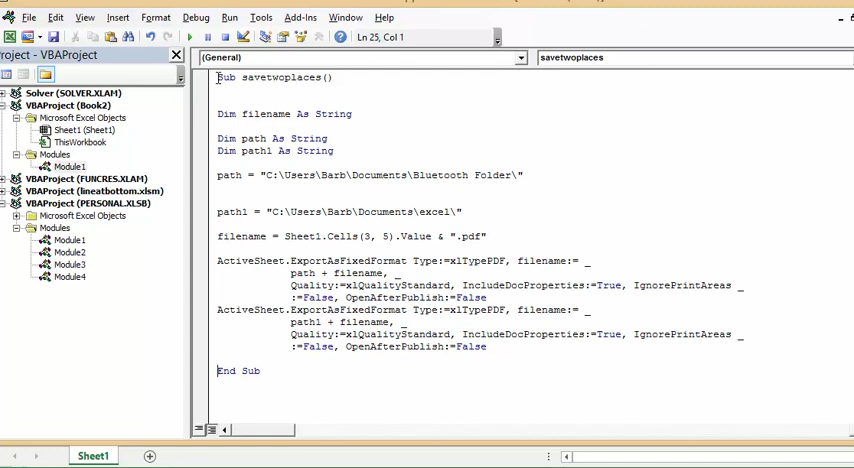 File Edit View Insert Format Debug Run Tools Add-Ins Window Help
Ln 25, Col 1
Project - VBAProject
(General)
savetwoplaces
Solver (SOLVER.XLAM)
VBAProject (Book2)
Microsoft Excel Objects
Sheet1 (Sheet1)
ThisWorkbook
Modules
Module1
VBAProject (FUNCRES.XLAM)
VBAProject (lineatbottom.xlsm)
VBAProject (PERSONAL.XLSB)
Microsoft Excel Objects
Modules
Module1
Module2
Module3
Module4
Sub savetwoplaces()
Dim filename As String
Dim path As String
Dim path1 As String
path = "C:\Users\Barb\Documents\Bluetooth Folder\"
path1 = "C:\Users\Barb\Documents\excel\"
filename = Sheet1.Cells(3, 5).Value & ".pdf"
ActiveSheet.ExportAsFixedFormat Type:=xlTypePDF, filename:= _
path + filename, _
Quality:=xlQualityStandard, IncludeDocProperties:=True, IgnorePrintAreas _
:=False, OpenAfterPublish:=False
ActiveSheet.ExportAsFixedFormat Type:=xlTypePDF, filename:= _
path1 + filename, _
Quality:=xlQualityStandard, IncludeDocProperties:=True, IgnorePrintAreas _
:=False, OpenAfterPublish:=False
End Sub
Sheet1